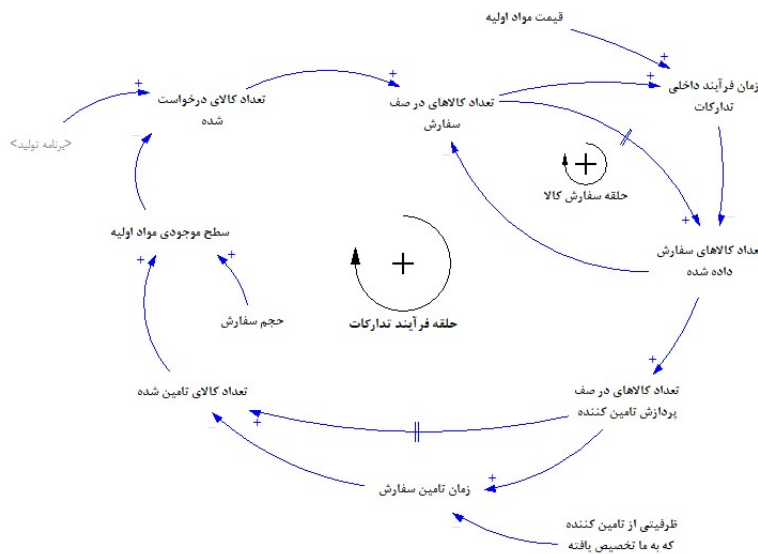 قیمت مواد اولیه
زمان فرآیند داخلی
تدارکات
تعداد کالاهای در صف
سفارش
تعداد کالای درخواست
شده
<برنامه تولید>
حلقه سفارش کالا
سطح موجودی مواد اولیه
تعداد کالاهای سفارش
داده شده
حجم سفارش
حلقه فرآیند تدارکات
تعداد کالای تامین شده
تعداد کالاهای در صف
پردازش تامین کننده
زمان تامین سفارش
ظرفیتی از تامین کننده
که به ما تخصیص یافته